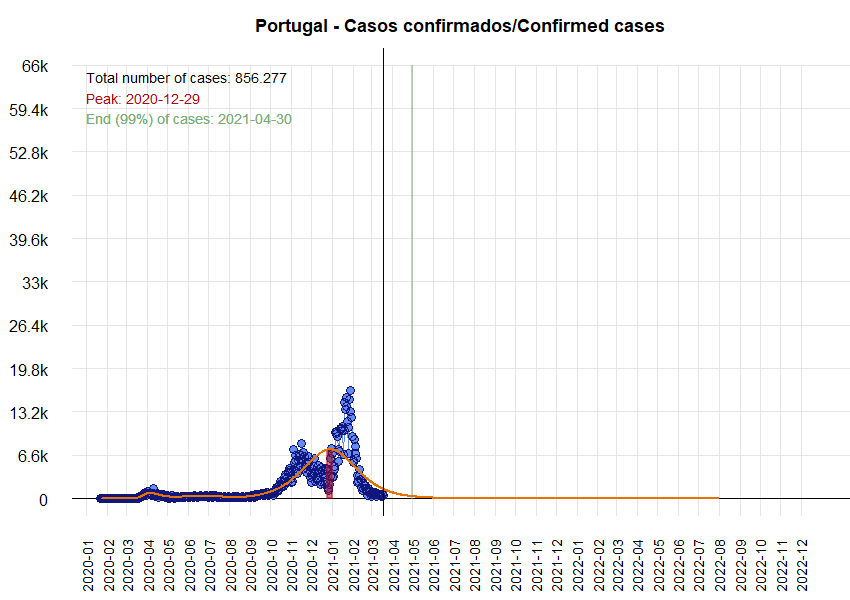 Portugal - Casos confirmados/Confirmed cases
66k
59.4k
52.8k
46.2k
39.6k
33k
26.4k
19.8k
13.2k
6.6k
0
Total number of cases: 856.277
Peak: 2020-12-29
End (99%) of cases: 2021-04-30
2020-01
2020-02
2020-03
2020-04
2020-05
2020-06
2020-07
2020-08
2020-09
2020-10
2020-11
2020-12
2021-01
2021-02
2021-03
2021-04
2021-05
2021-06
2021-07
2021-08
2021-09
2021-10
2021-11
2021-12
2022-01
2022-02
2022-03
2022-04
2022-05
2022-06
2022-07
2022-08
2022-09
2022-10
2022-11
2022-12